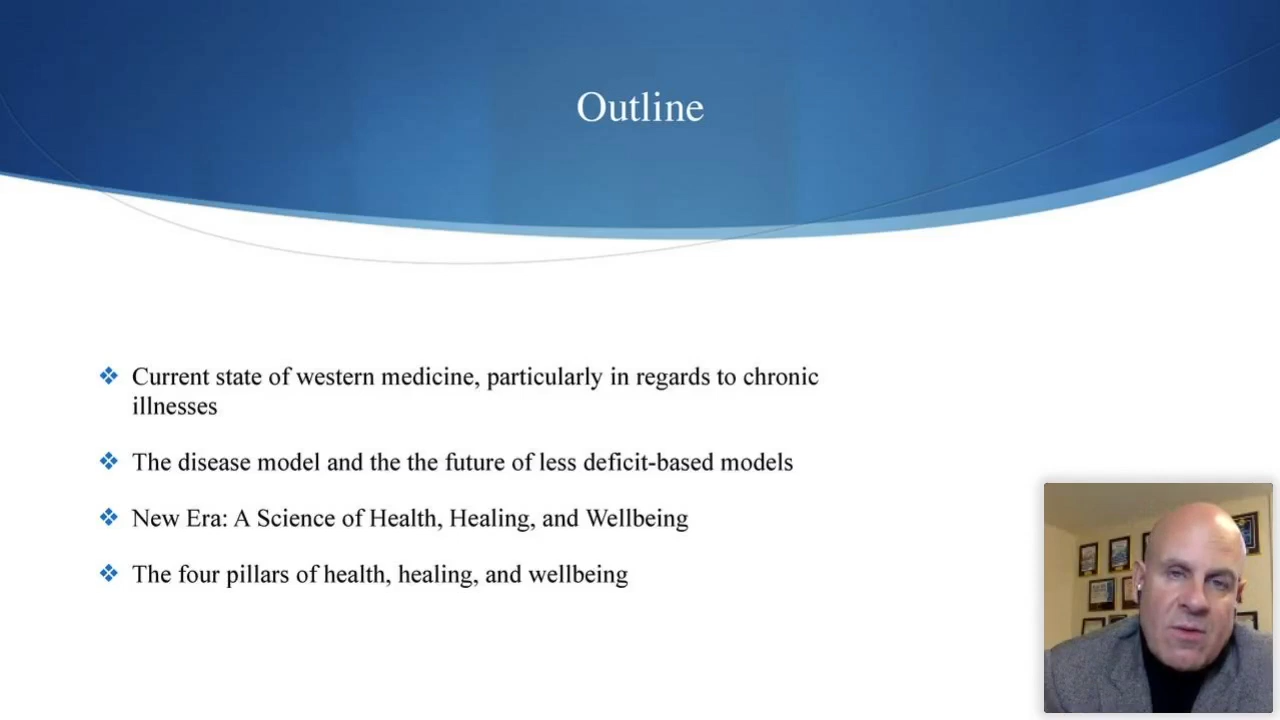 Outline
Current state of western medicine, particularly in regards to chronic
illnesses
The disease model and the the future of less deficit-based models
New Era: A Science of Health, Healing, and Wellbeing
The four pillars of health, healing, and wellbeing